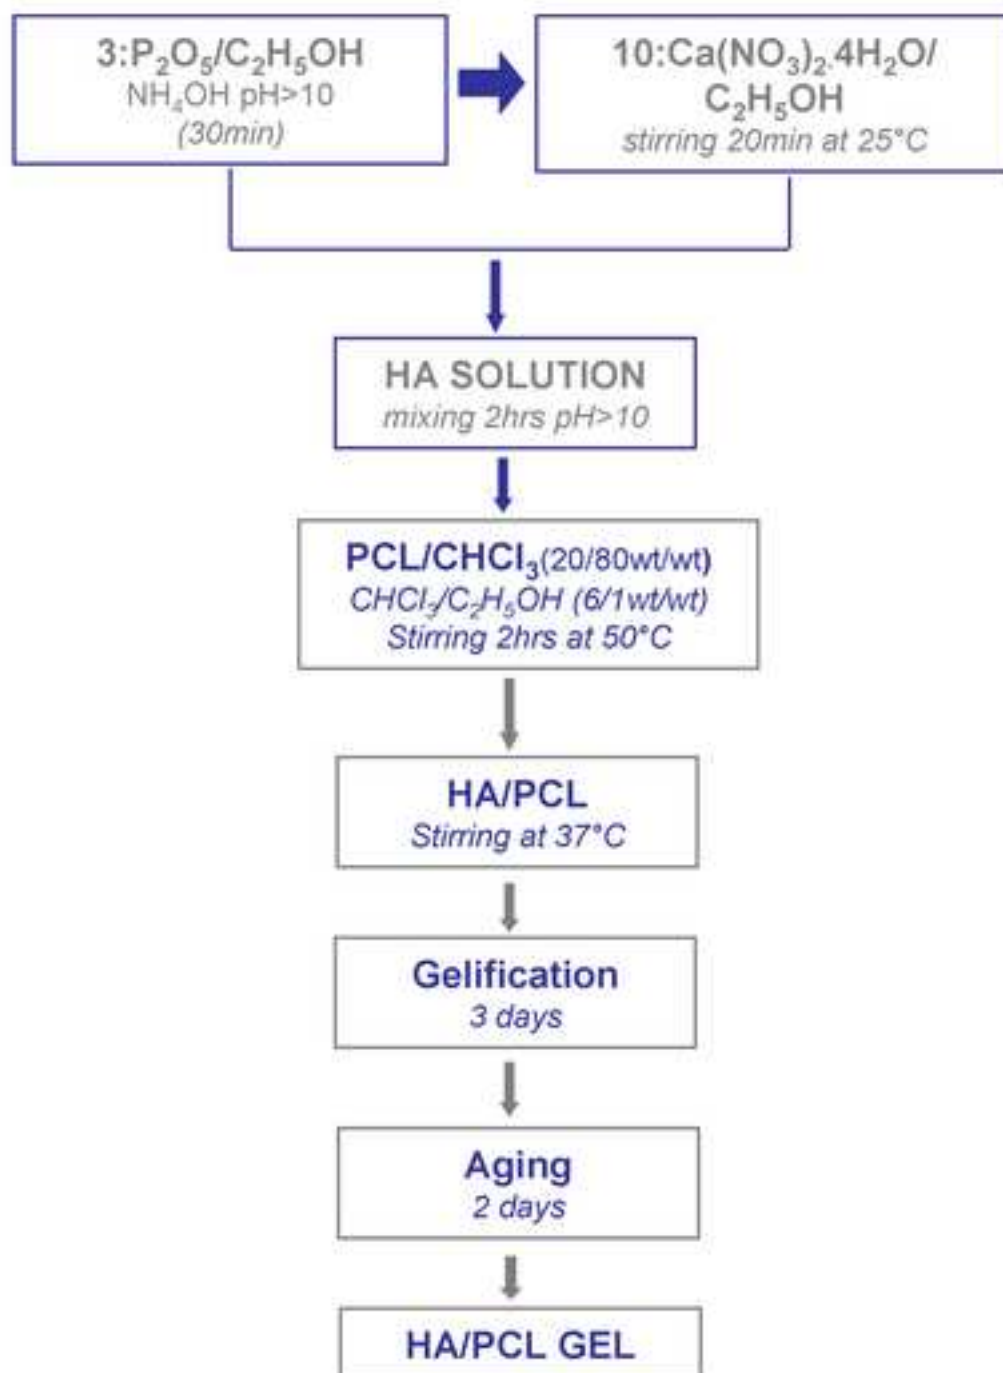 3:P₂O₅/C₂H₅OH
NH₄OH pH>10
(30min)
10:Ca(NO₃)₂.4H₂O/
C₂H₅OH
stirring 20min at 25°C
HA SOLUTION
mixing 2hrs pH>10
PCL/CHCl₃(20/80wt/wt)
CHCl₃/C₂H₅OH (6/1wt/wt)
Stirring 2hrs at 50°C
HA/PCL
Stirring at 37°C
Gelification
3 days
Aging
2 days
HA/PCL GEL